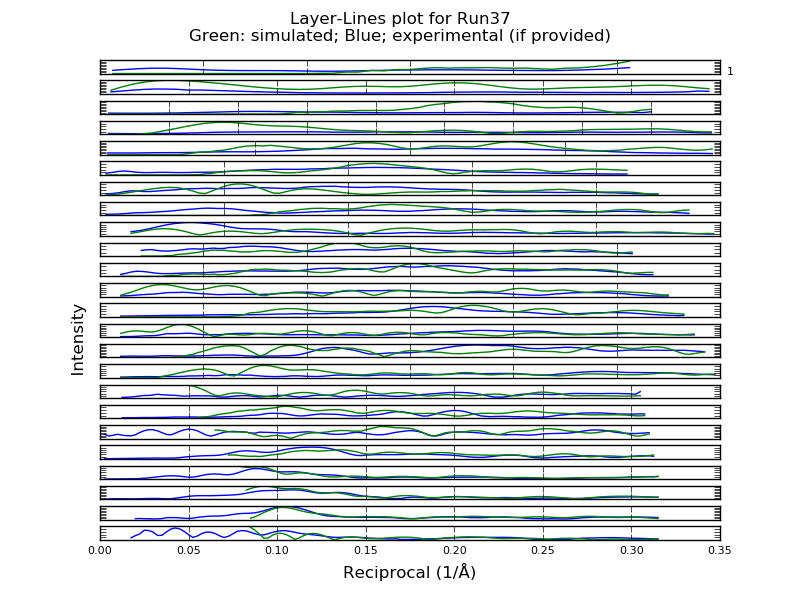 Layer-Lines plot for Run37
Green: simulated; Blue; experimental (if provided)
1
Intensity
0.00 0.05 0.10 0.15 0.20 0.25 0.30 0.35
Reciprocal (1/Å)